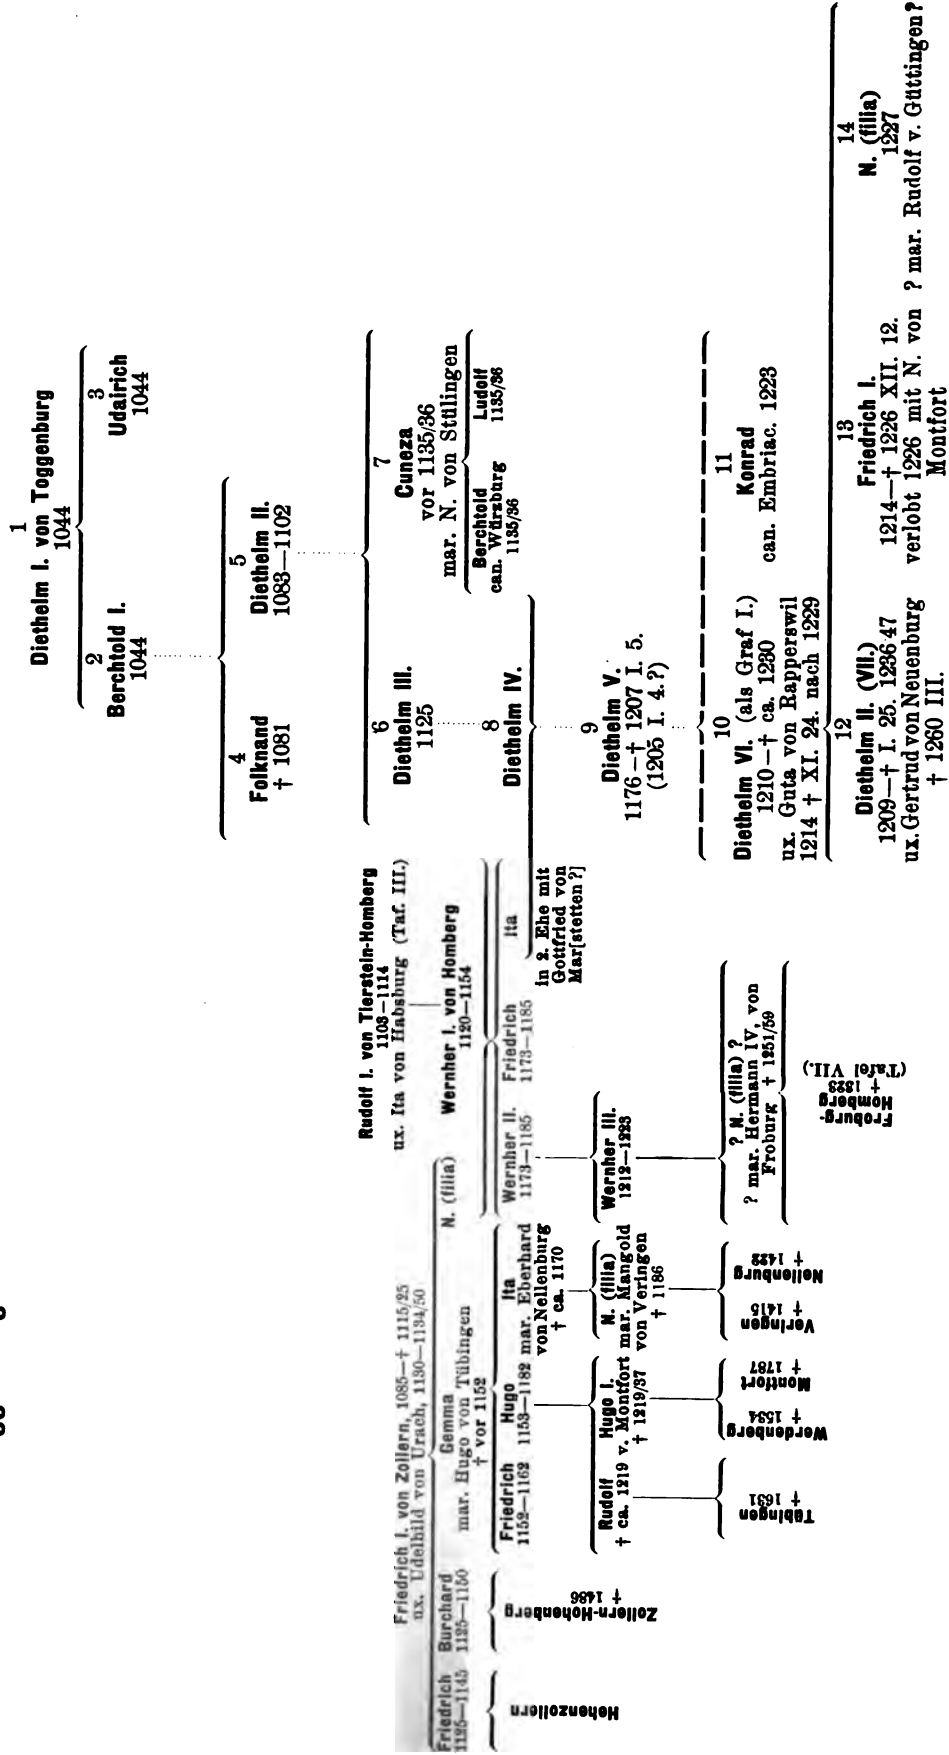 1
Diethelm I. von Toggenburg
1044
2
Berchtold I.
1044
3
Udalrich
1044
4
Folknand
† 1081
5
Diethelm II.
1083—1102
Rudolf I. von Tierstein-Homberg
1103—1114
ux. Ita von Habsburg (Taf. III.)
6
Diethelm III.
1125
7
Cuneza
vor 1135/36
mar. N. von Stülingen
Friedrich I. von Zollern, 1085—† 1115/25
ux. Udelhild von Urach, 1130—1134/50
Friedrich
1125—1145
Burchard
1125—1150
Gemma
mar. Hugo von Tübingen
† vor 1152
N. (filia)
Wernher I. von Homberg
1120—1154
Berchtold
can. Würzburg
1135/36
Ludolf
1135/36
8
Diethelm IV.
Hohenzollern
Zollern-Hohenberg
† 1486
Friedrich
1152—1162
Hugo
1153—1182
Ita
mar. Eberhard
von Nellenburg
† ca. 1170
Wernher II.
1173—1185
Friedrich
1173—1185
Ita
in 2. Ehe mit
Gottfried von
Mar[stetten?]
9
Diethelm V.
1176—† 1207 I. 5.
(1205 I. 4.?)
Rudolf
† ca. 1219
Hugo I.
v. Montfort
† 1219/37
N. (filia)
mar. Mangold
von Veringen
† 1186
Wernher III.
1212—1223
10
Diethelm VI. (als Graf I.)
1210—† ca. 1230
ux. Guta von Rapperswil
1214 † XI. 24. nach 1229
11
Konrad
can. Embriac. 1223
Tübingen
† 1631
Werdenberg
† 1534
Montfort
† 1787
Veringen
† 1415
Nellenburg
† 1422
? N. (filia) ?
? mar. Hermann IV, von
Froburg † 1251/59
Froburg-
Homberg
† 1323
(Tafel VII.)
12
Diethelm II. (VII.)
1209—† I. 25. 1236/47
ux. Gertrud von Neuenburg
† 1260 III.
13
Friedrich I.
1214—† 1226 XII. 12.
verlobt 1226 mit N. von
Montfort
14
N. (filia)
1227
? mar. Rudolf v. Güttingen?